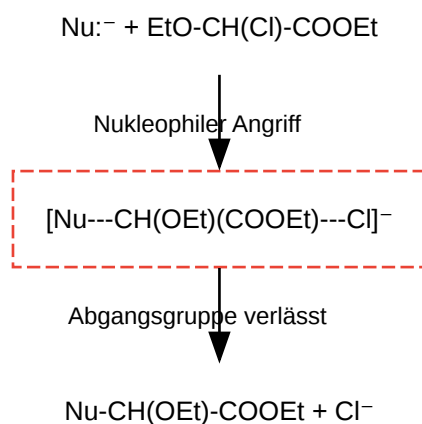 Nu:⁻ + EtO-CH(Cl)-COOEt
Nukleophiler Angriff
[Nu---CH(OEt)(COOEt)---Cl]⁻
Abgangsgruppe verlässt
Nu-CH(OEt)-COOEt + Cl⁻